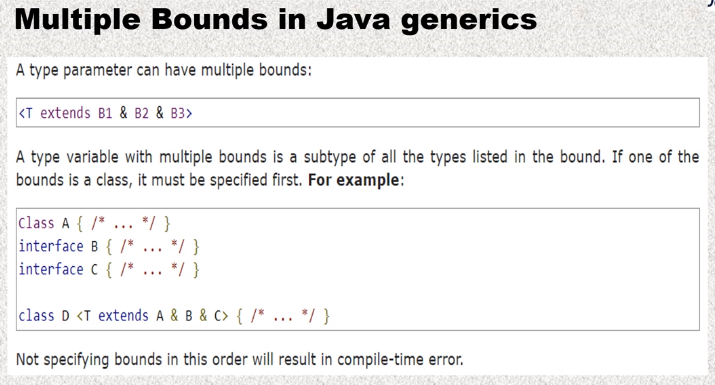 Multiple Bounds in Java generics
A type parameter can have multiple bounds:
<T extends B1 & B2 & B3>
A type variable with multiple bounds is a subtype of all the types listed in the bound. If one of the
bounds is a class, it must be specified first. For example:
Class A { /* ... */ }
interface B { /* ... */ }
interface C { /* ... */ }
class D <T extends A & B & C> { /* ... */ }
Not specifying bounds in this order will result in compile-time error.